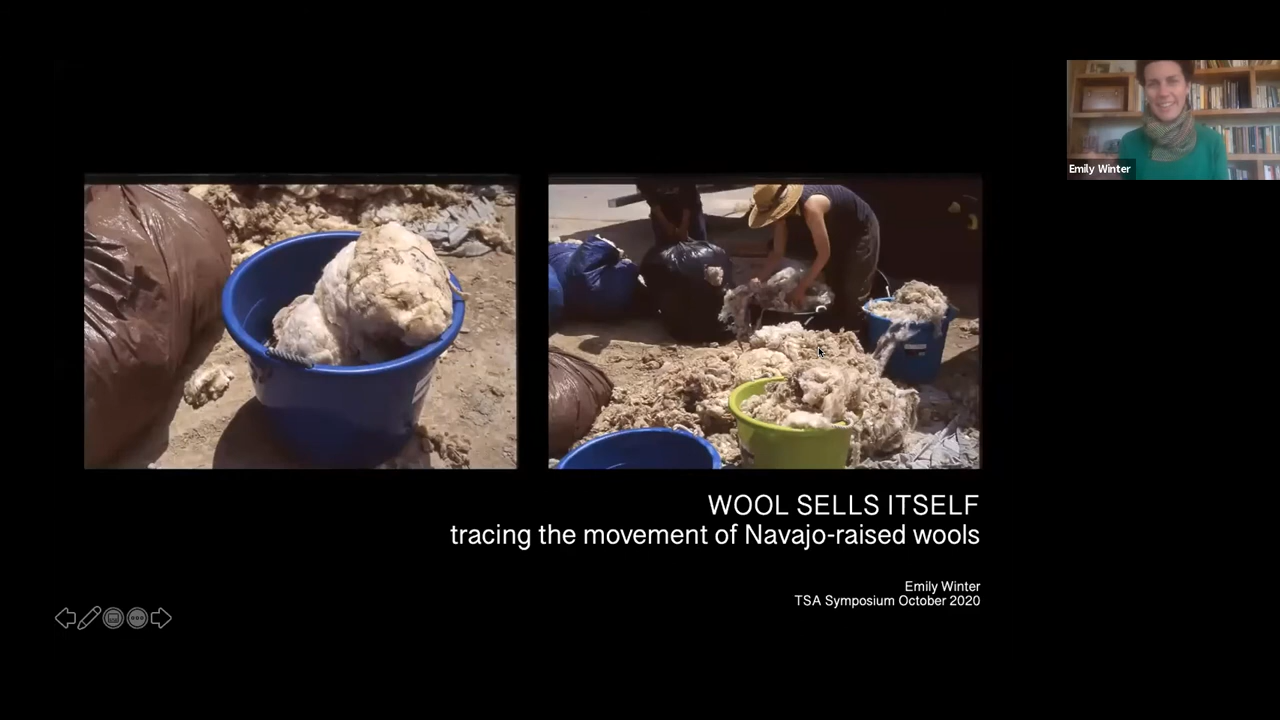 Emily Winter
WOOL SELLS ITSELF
tracing the movement of Navajo-raised wools
Emily Winter
TSA Symposium October 2020